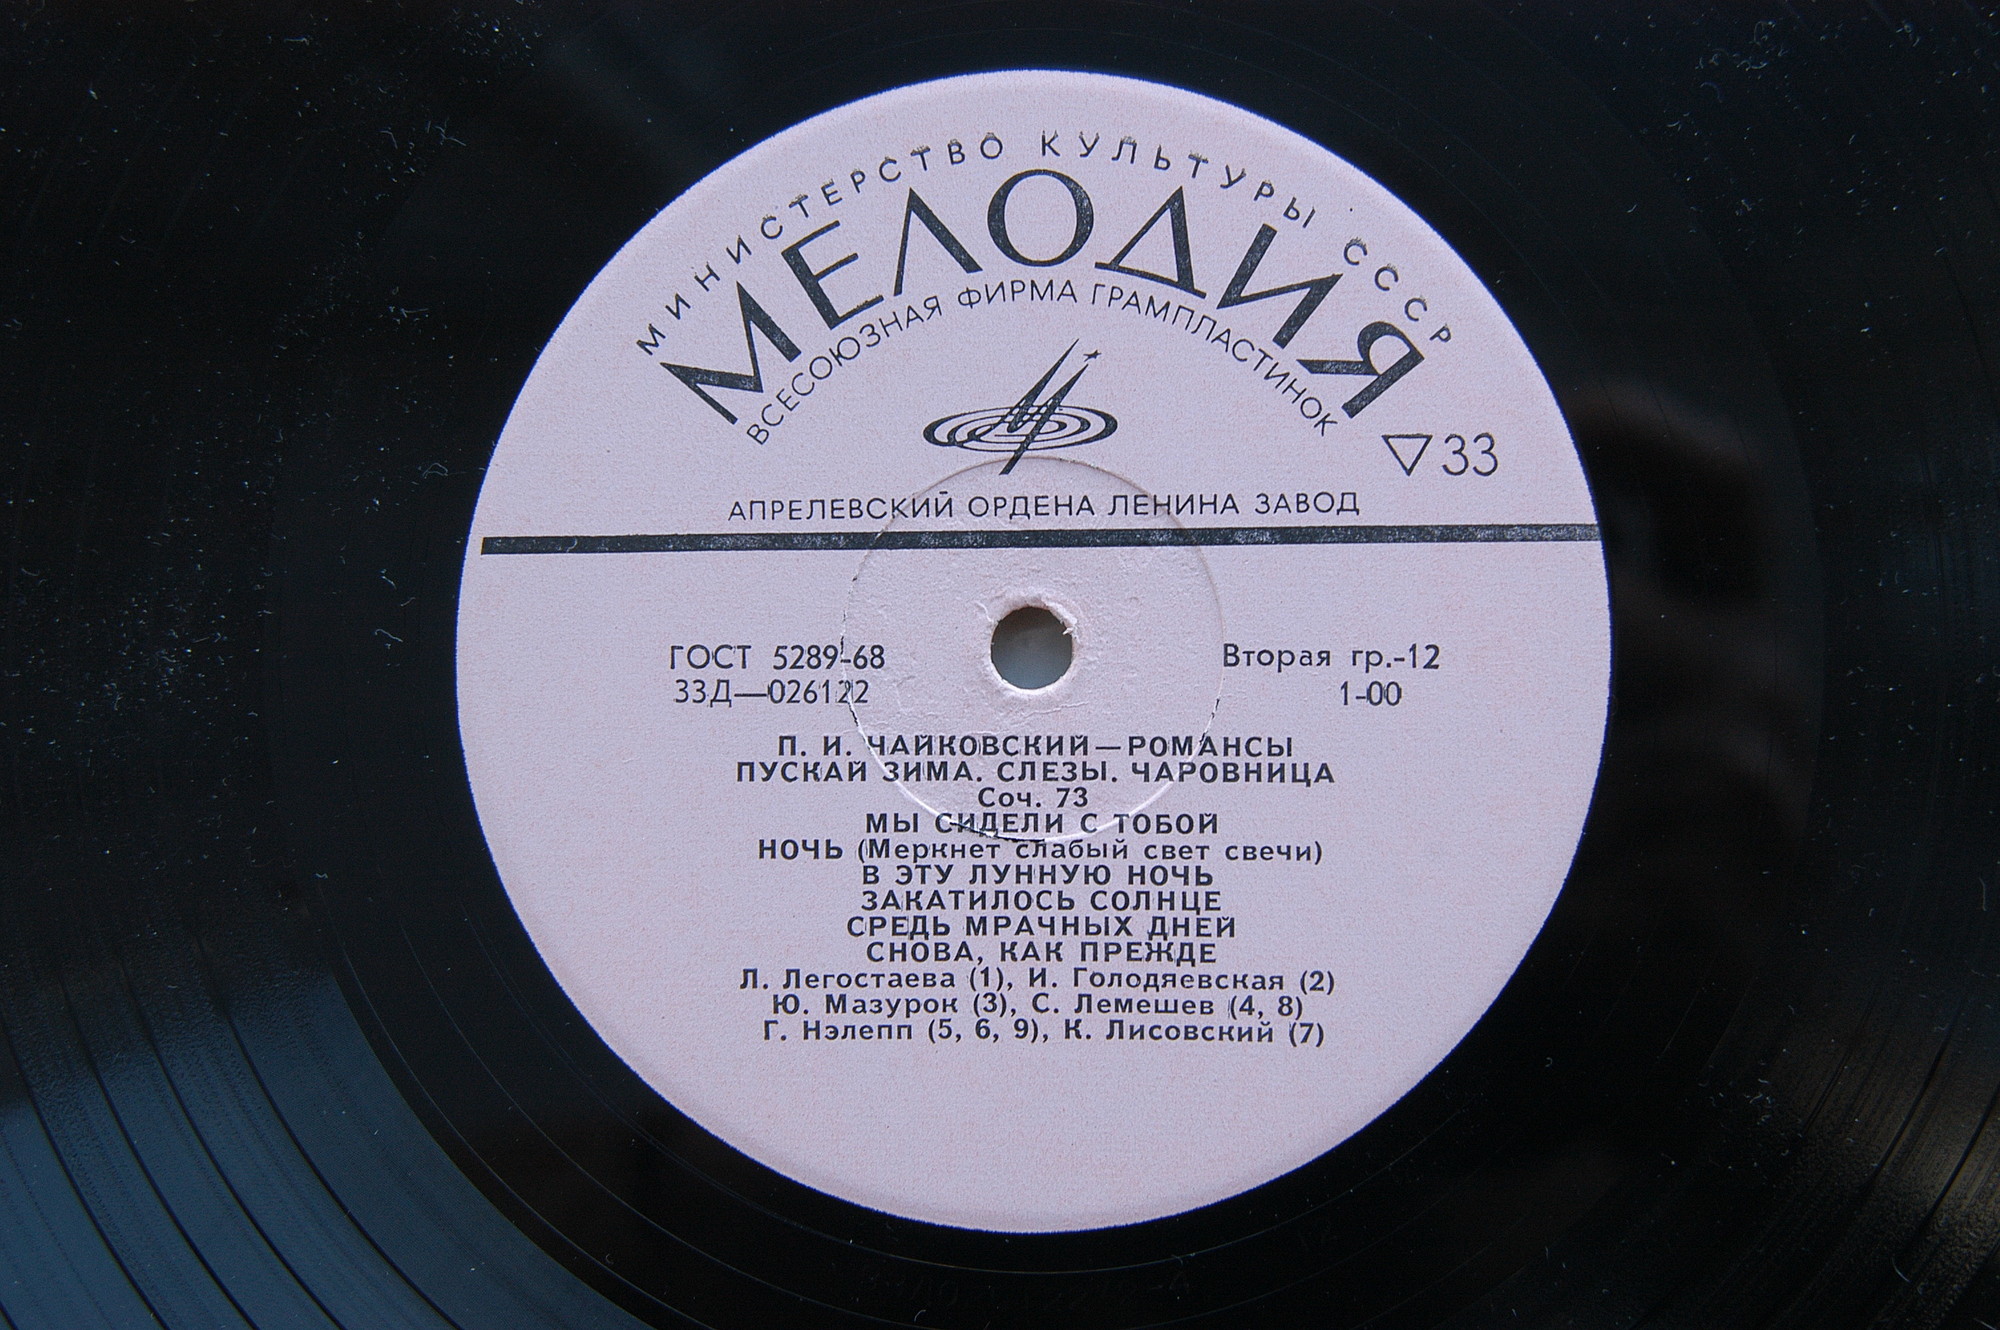 МИНИСТЕРСТВО КУЛЬТУРЫ СССР
МЕЛОДИЯ
ВСЕСОЮЗНАЯ ФИРМА ГРАМПЛАСТИНОК
33
АПРЕЛЕВСКИЙ ОРДЕНА ЛЕНИНА ЗАВОД
ГОСТ 5289-68
Вторая гр.-12
33Д—026122
1-00
П. И. ЧАЙКОВСКИЙ—РОМАНСЫ
ПУСКАЙ ЗИМА. СЛЕЗЫ. ЧАРОВНИЦА
Соч. 73
МЫ СИДЕЛИ С ТОБОЙ
НОЧЬ (Меркнет слабый свет свечи)
В ЭТУ ЛУННУЮ НОЧЬ
ЗАКАТИЛОСЬ СОЛНЦЕ
СРЕДЬ МРАЧНЫХ ДНЕЙ
СНОВА, КАК ПРЕЖДЕ
Л. Легостаева (1), И. Голодяевская (2)
Ю. Мазурок (3), С. Лемешев (4, 8)
Г. Нэлепп (5, 6, 9), К. Лисовский (7)